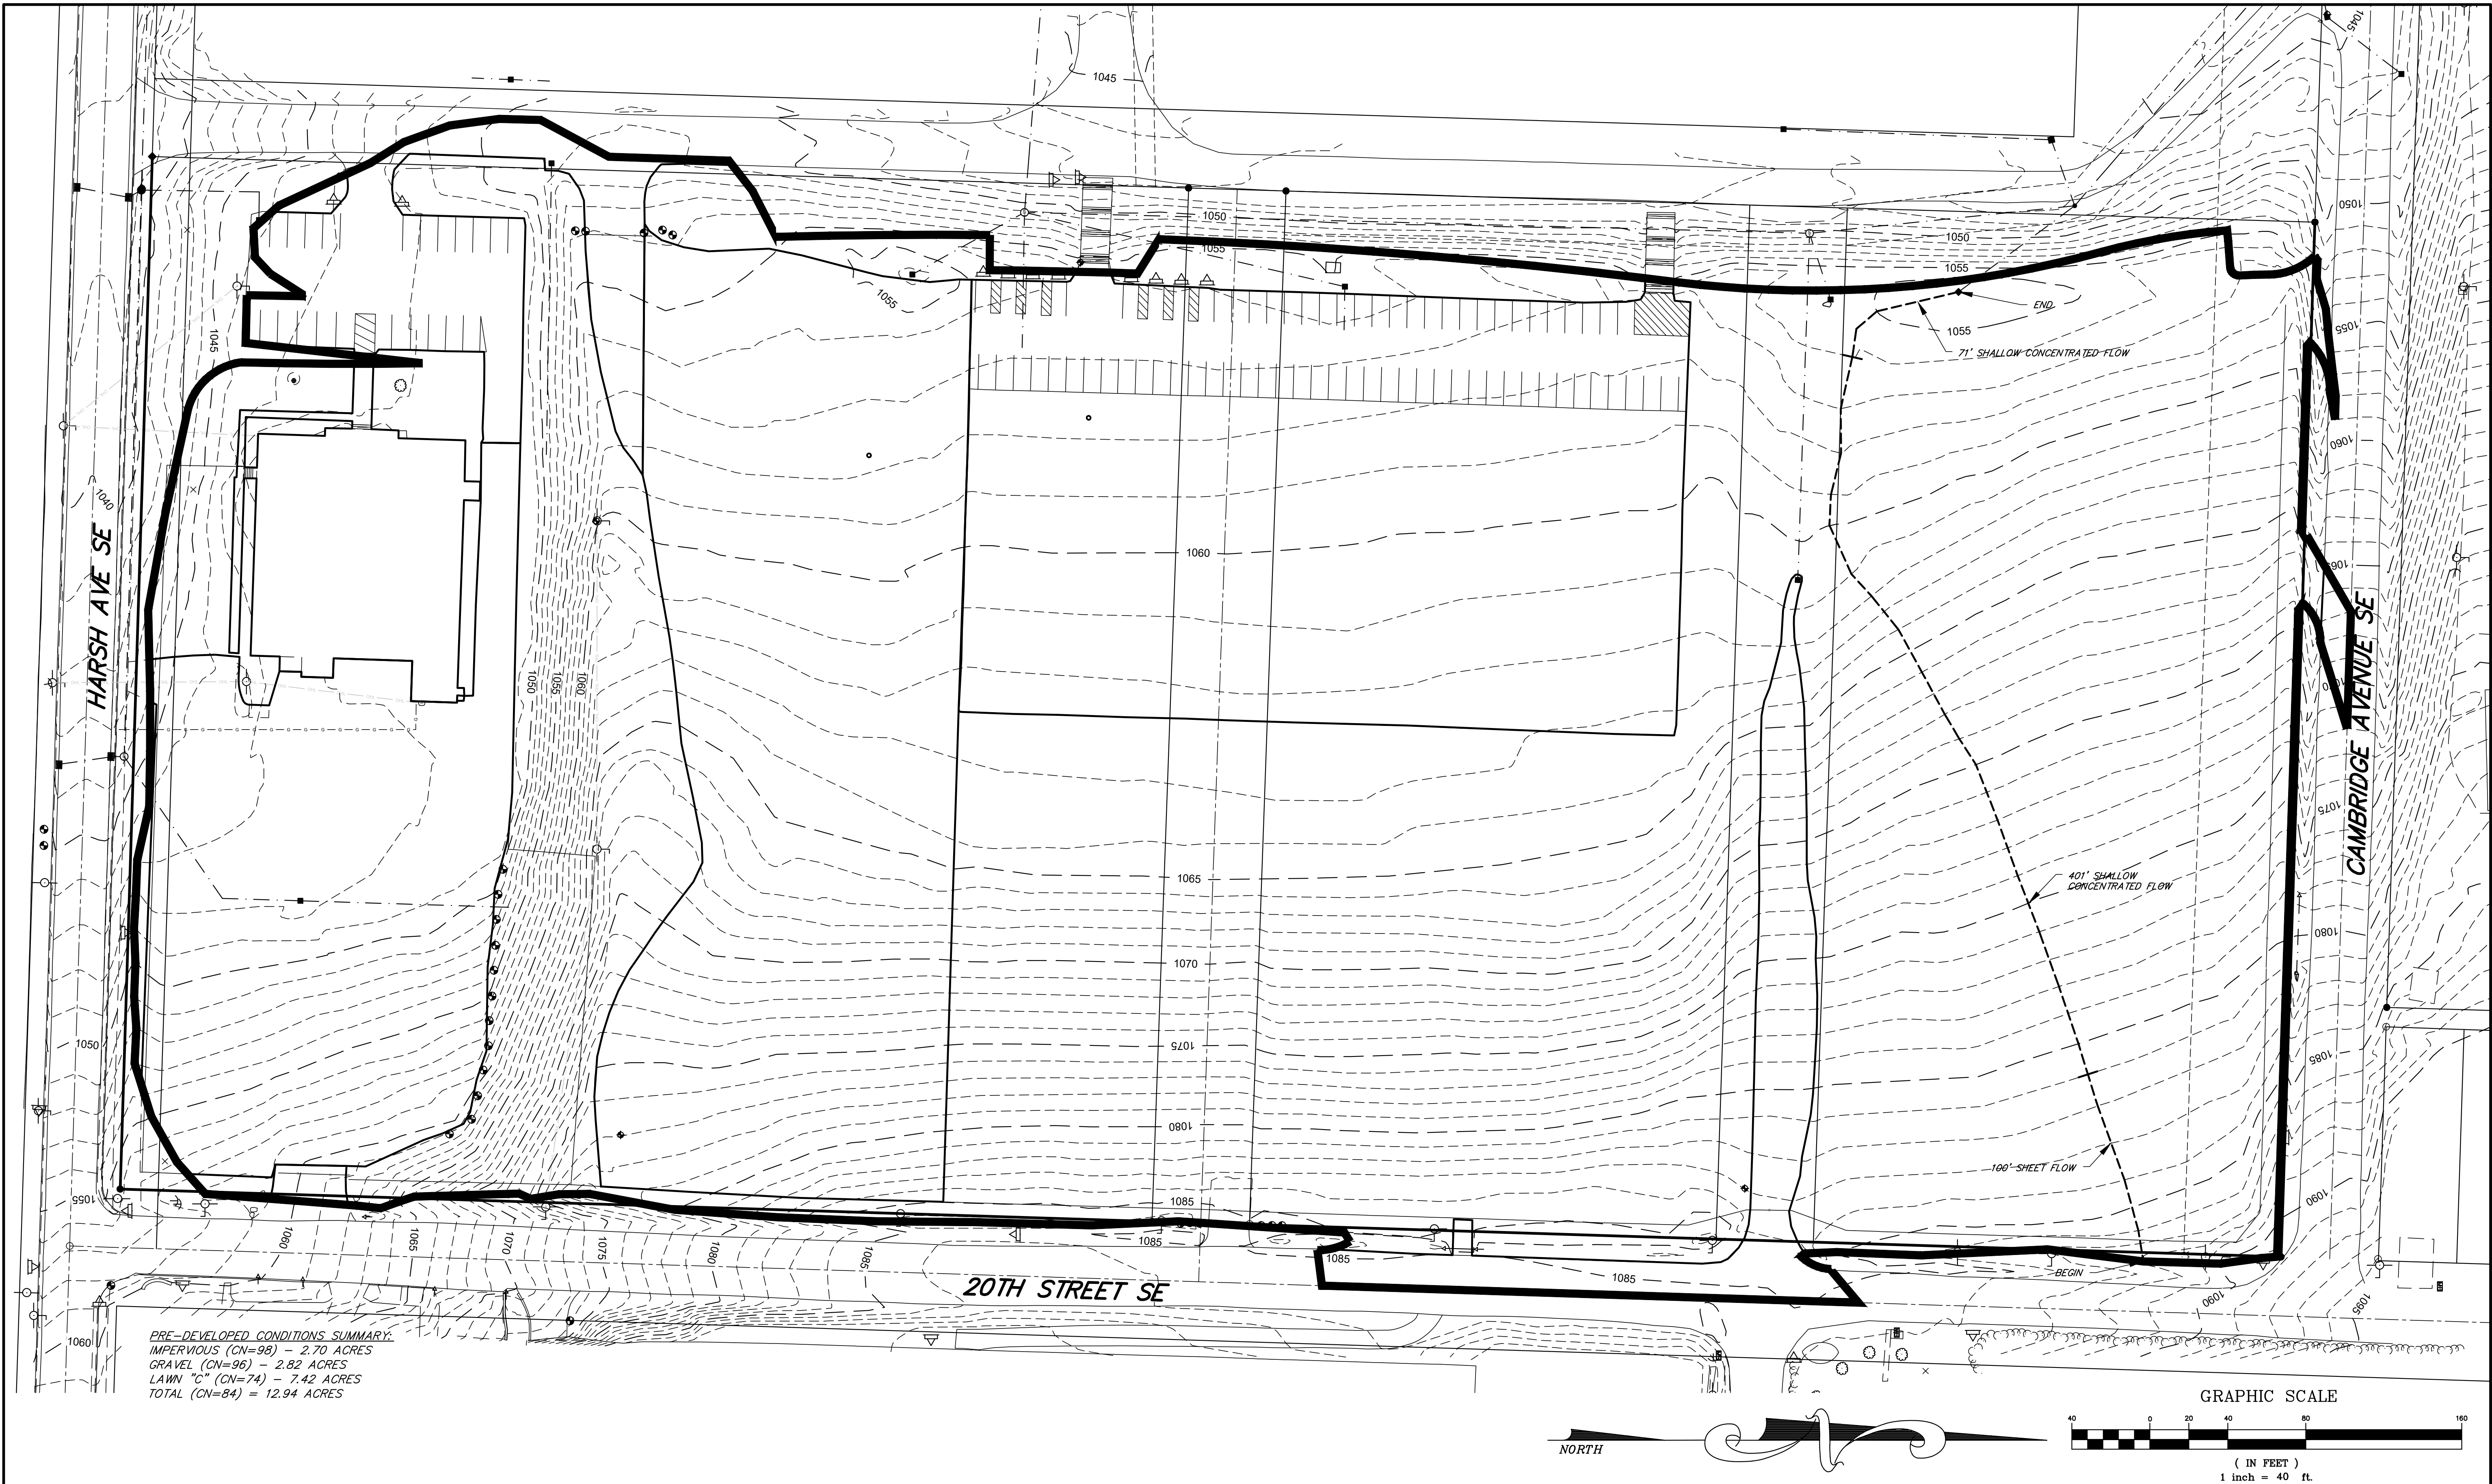 1045
1045
1050
1050
1050
1055
1055
1055
END
1055
1055
71' SHALLOW CONCENTRATED FLOW
1045
1060
1040
1060
HARSH AVE SE
CAMBRIDGE AVENUE SE
1050
1055
1060
1075
1065
401' SHALLOW
CONCENTRATED FLOW
1080
1070
1050
1075
1085
1080
100' SHEET FLOW
1055
1085
1090
1060
1065
1070
1075
1080
1085
1085
1085
1085
BEGIN
20TH STREET SE
1090
1095
1060
PRE-DEVELOPED CONDITIONS SUMMARY:
IMPERVIOUS (CN=98) - 2.70 ACRES
GRAVEL (CN=96) - 2.82 ACRES
LAWN "C" (CN=74) - 7.42 ACRES
TOTAL (CN=84) = 12.94 ACRES
NORTH
GRAPHIC SCALE
40 0 20 40 80 160
( IN FEET )
1 inch = 40 ft.